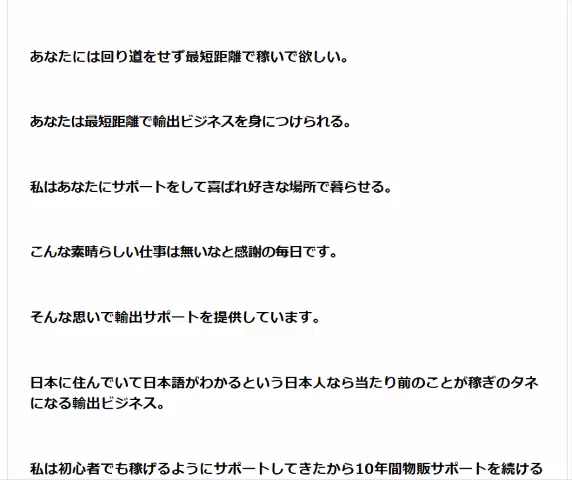 あなたには回り道をせず最短距離で稼いで欲しい。
あなたは最短距離で輸出ビジネスを身につけられる。
私はあなたにサポートをして喜ばれ好きな場所で暮らせる。
こんな素晴らしい仕事は無いなと感謝の毎日です。
そんな思いで輸出サポートを提供しています。
日本に住んでいて日本語がわかるという日本人なら当たり前のことが稼ぎのタネ
になる輸出ビジネス。
私は初心者でも稼げるようにサポートしてきたから10年間物販サポートを続ける